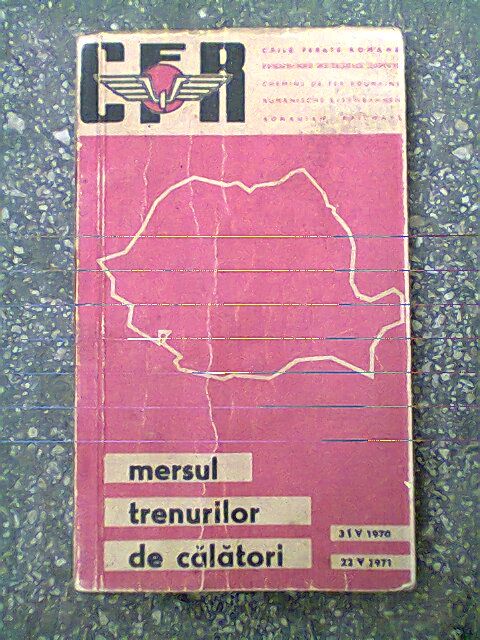 CFR
CĂILE FERATE ROMÂNE
CHEMINS DE FER ROUMAINS
RUMÄNISCHE EISENBAHNEN
ROMANIAN RAILWAYS
mersul
trenurilor
de călători
31 V 1970
22 V 1971